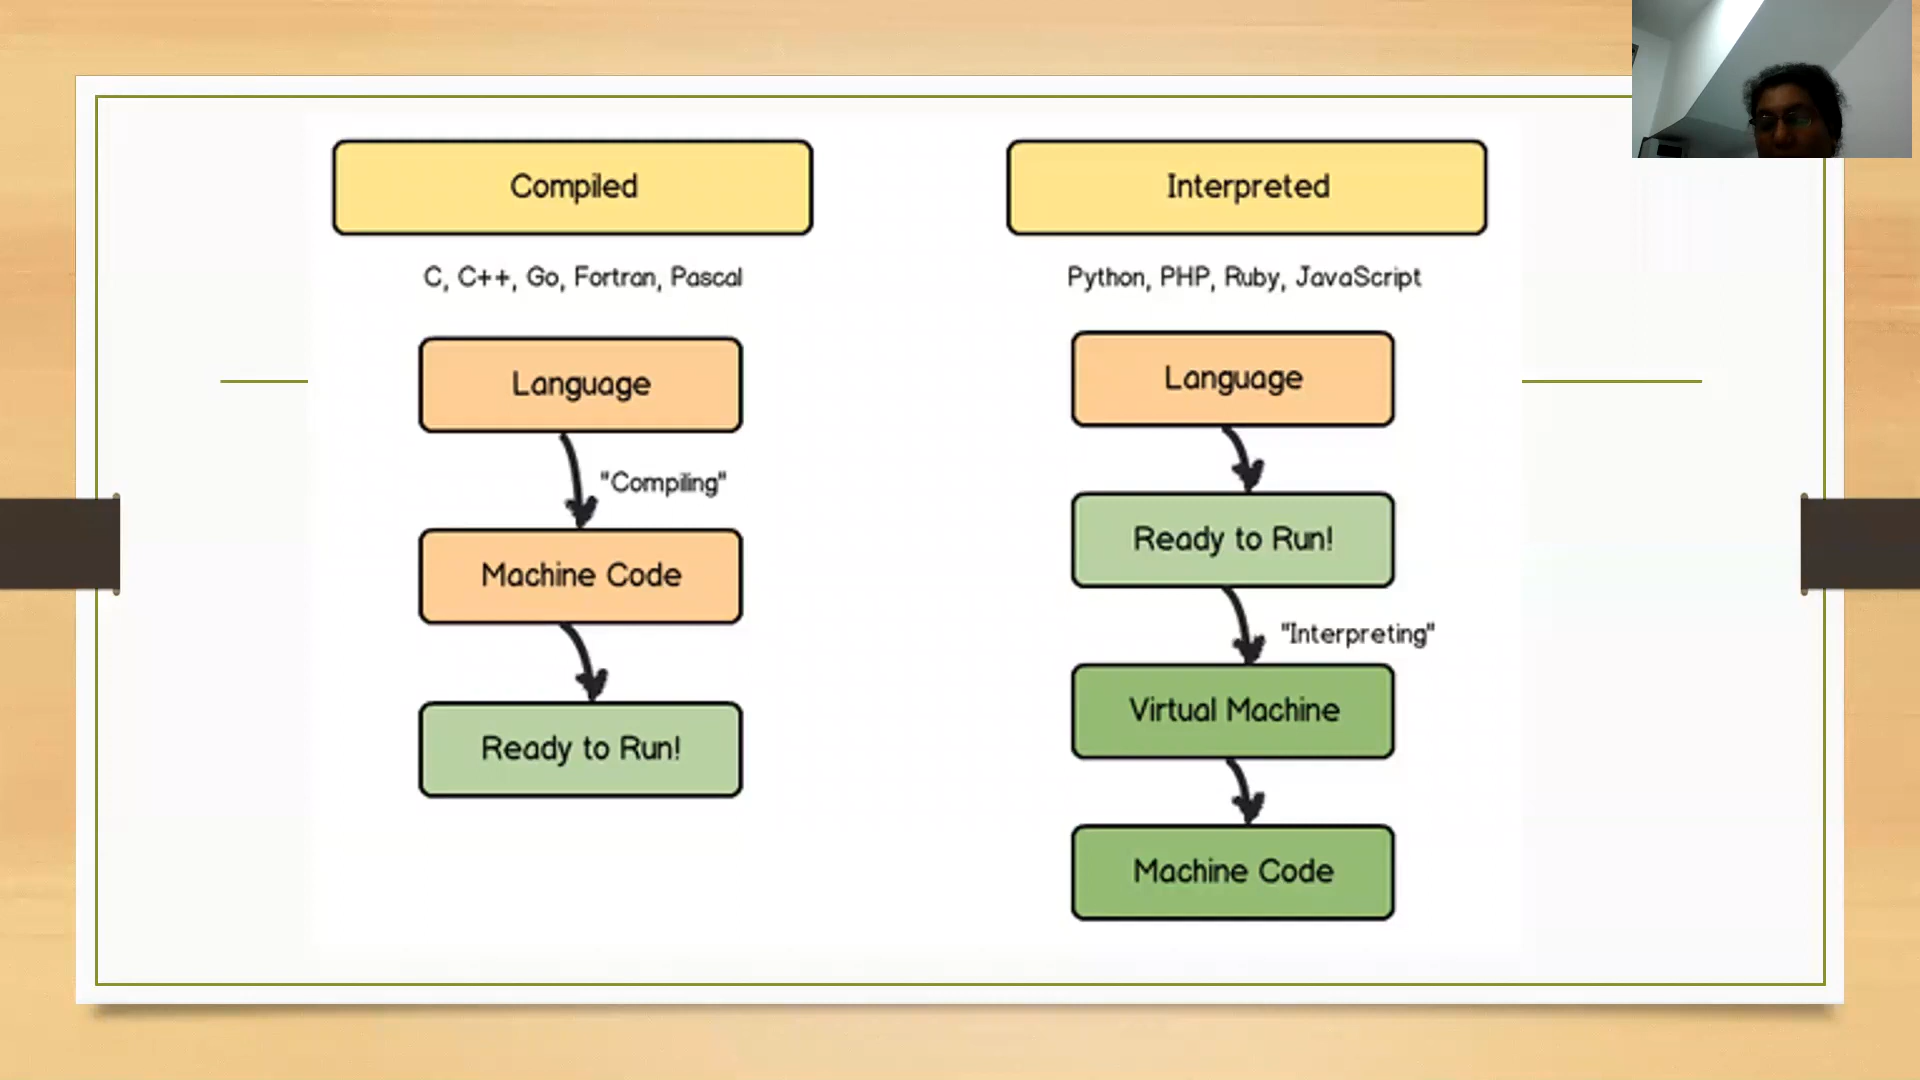 Compiled
C, C++, Go, Fortran, Pascal
Language
"Compiling"
Machine Code
Ready to Run!
Interpreted
Python, PHP, Ruby, JavaScript
Language
Ready to Run!
"Interpreting"
Virtual Machine
Machine Code